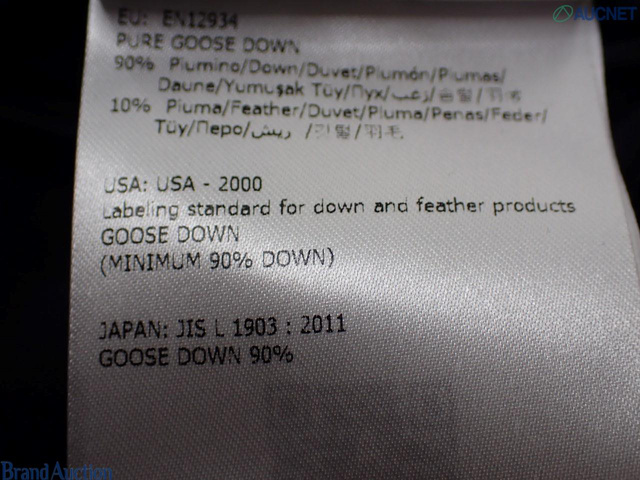 AUCNET
EU: EN12934
PURE GOOSE DOWN
90% Piumino/Down/Duvet/Plumón/Plumas/
Daune/Yumuşak Tüy/Пух/زغب/솜털/羽绒
10% Piuma/Feather/Duvet/Pluma/Penas/Feder/
Tüy/Перо/ريش /깃털/羽毛
USA: USA - 2000
Labeling standard for down and feather products
GOOSE DOWN
(MINIMUM 90% DOWN)
JAPAN: JIS L 1903 : 2011
GOOSE DOWN 90%
Brand Auction